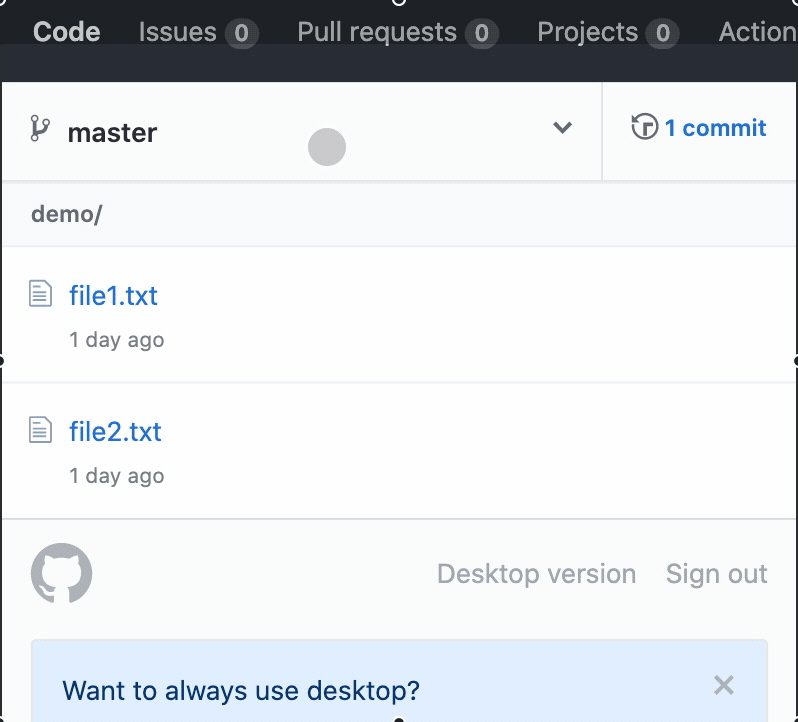 Code Issues 0 Pull requests 0 Projects 0 Action
master 1 commit
demo/
file1.txt
1 day ago
file2.txt
1 day ago
Desktop version Sign out
Want to always use desktop?